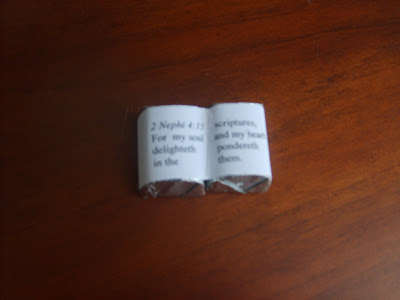 2 Nephi 4:15
For my soul
delighteth
in the
scriptures,
and my heart
pondereth
them.